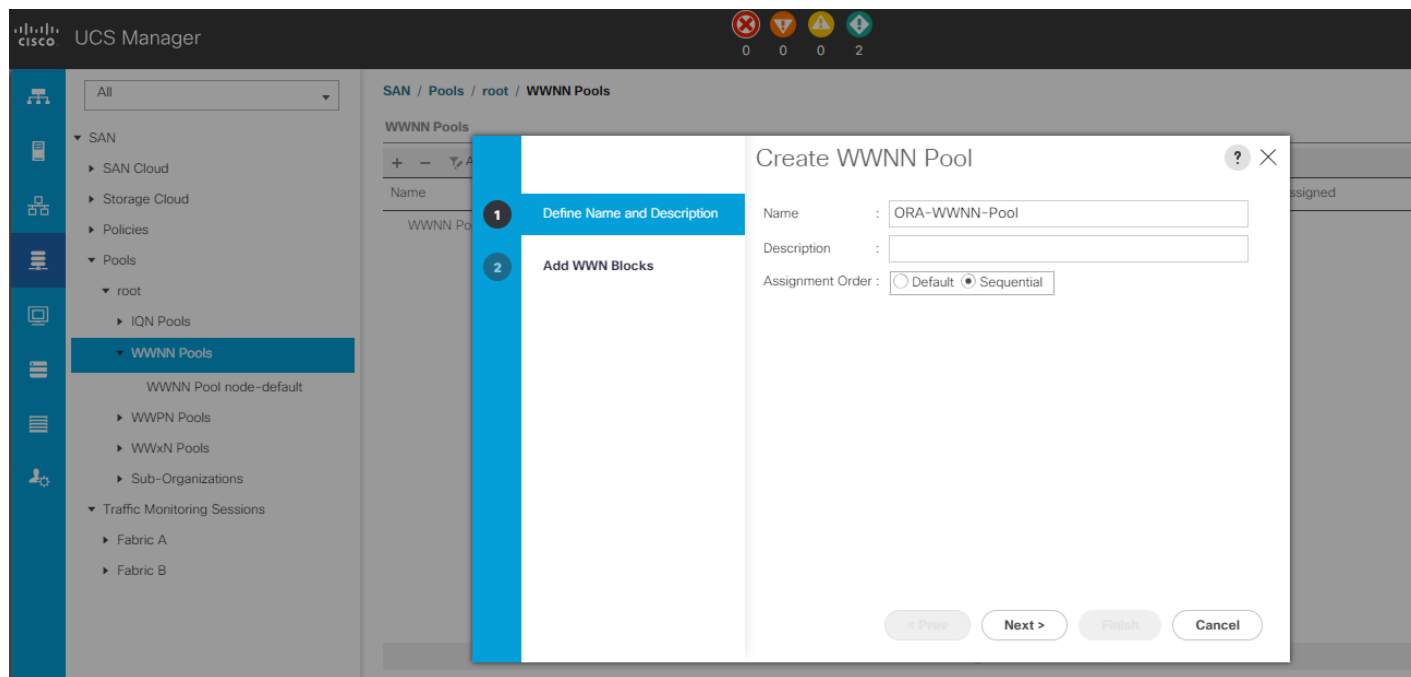 cisco
UCS Manager
0 0 0 2
All
SAN / Pools / root / WWNN Pools
SAN
WWNN Pools
SAN Cloud
Storage Cloud
Policies
Pools
root
IQN Pools
WWNN Pools
WWNN Pool node-default
WWPN Pools
WWxN Pools
Sub-Organizations
Traffic Monitoring Sessions
Fabric A
Fabric B
+ −
Name
ssigned
WWNN Po
1 Define Name and Description
2 Add WWN Blocks
Create WWNN Pool
?
Name : ORA-WWNN-Pool
Description :
Assignment Order : Default Sequential
< Prev Next > Finish Cancel